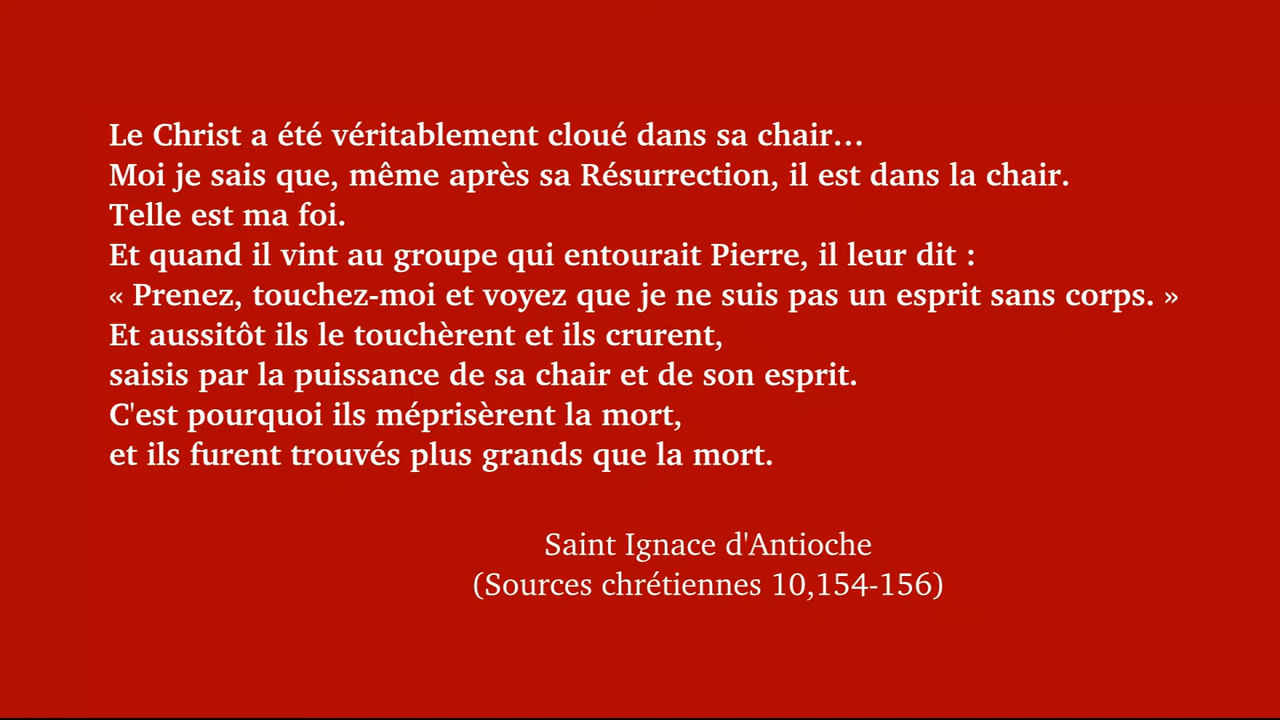 Le Christ a été véritablement cloué dans sa chair…
Moi je sais que, même après sa Résurrection, il est dans la chair.
Telle est ma foi.
Et quand il vint au groupe qui entourait Pierre, il leur dit :
« Prenez, touchez-moi et voyez que je ne suis pas un esprit sans corps. »
Et aussitôt ils le touchèrent et ils crurent,
saisis par la puissance de sa chair et de son esprit.
C'est pourquoi ils méprisèrent la mort,
et ils furent trouvés plus grands que la mort.
Saint Ignace d'Antioche
(Sources chrétiennes 10,154-156)